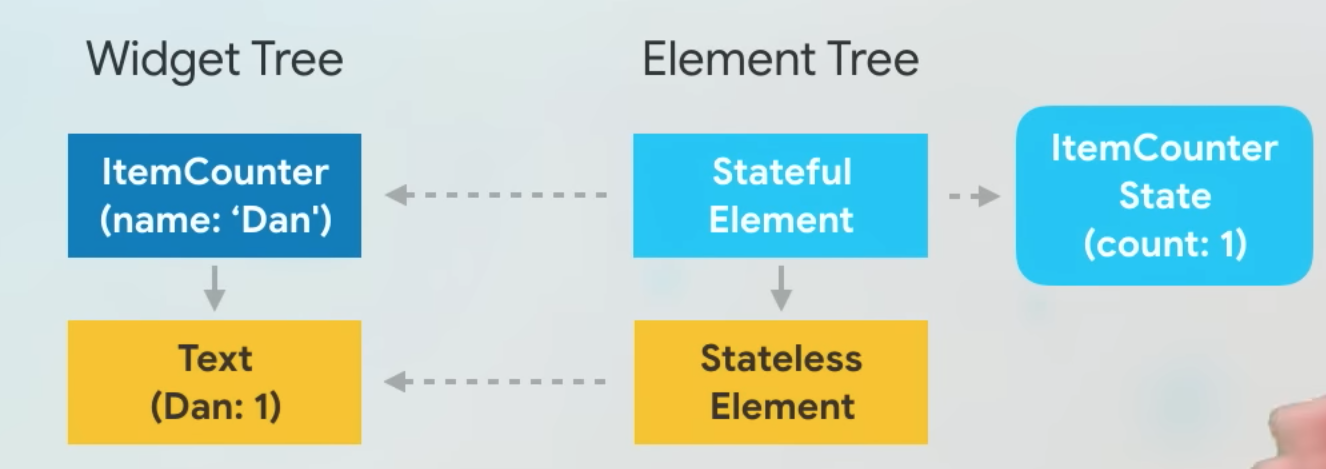 Widget Tree
Element Tree
ItemCounter
(name: ‘Dan')
Stateful
Element
ItemCounter
State
(count: 1)
Text
(Dan: 1)
Stateless
Element